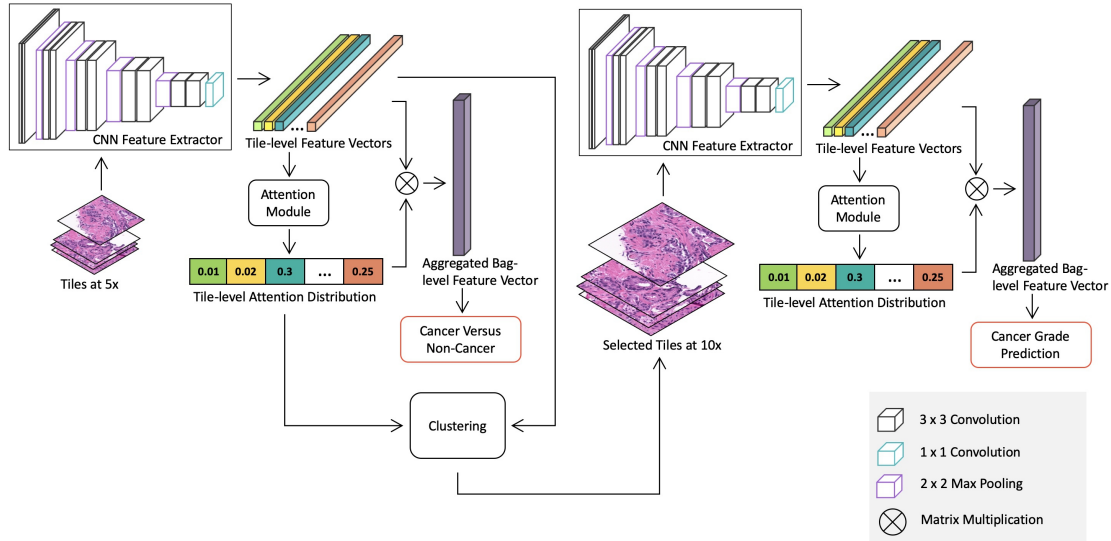 CNN Feature Extractor
Tiles at 5x
Tile-level Feature Vectors
...
Attention
Module
0.01 0.02 0.3 ... 0.25
Tile-level Attention Distribution
Aggregated Bag-
level Feature Vector
Cancer Versus
Non-Cancer
Clustering
CNN Feature Extractor
Selected Tiles at 10x
Tile-level Feature Vectors
...
Attention
Module
0.01 0.02 0.3 ... 0.25
Tile-level Attention Distribution
Aggregated Bag-
level Feature Vector
Cancer Grade
Prediction
3 x 3 Convolution
1 x 1 Convolution
2 x 2 Max Pooling
Matrix Multiplication